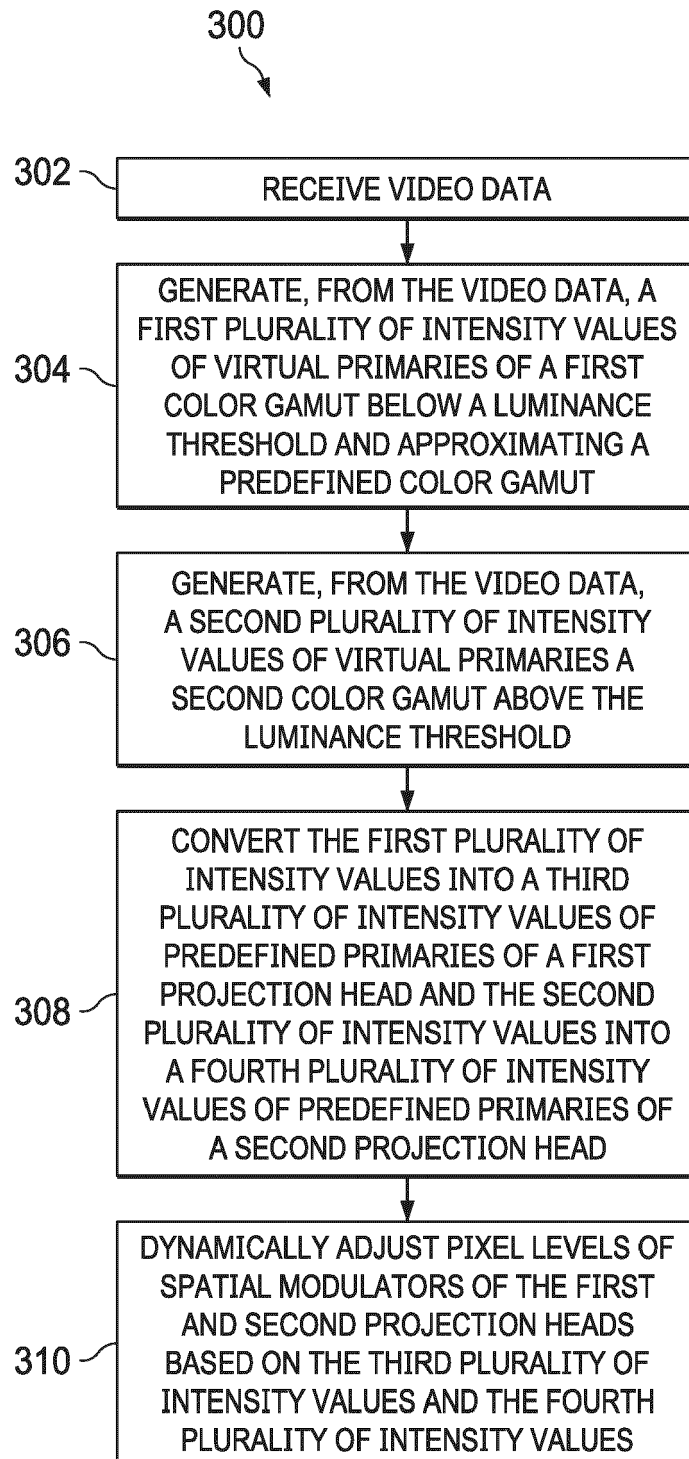 300
302
RECEIVE VIDEO DATA
304
GENERATE, FROM THE VIDEO DATA, A
FIRST PLURALITY OF INTENSITY VALUES
OF VIRTUAL PRIMARIES OF A FIRST
COLOR GAMUT BELOW A LUMINANCE
THRESHOLD AND APPROXIMATING A
PREDEFINED COLOR GAMUT
306
GENERATE, FROM THE VIDEO DATA,
A SECOND PLURALITY OF INTENSITY
VALUES OF VIRTUAL PRIMARIES A
SECOND COLOR GAMUT ABOVE THE
LUMINANCE THRESHOLD
308
CONVERT THE FIRST PLURALITY OF
INTENSITY VALUES INTO A THIRD
PLURALITY OF INTENSITY VALUES OF
PREDEFINED PRIMARIES OF A FIRST
PROJECTION HEAD AND THE SECOND
PLURALITY OF INTENSITY VALUES INTO
A FOURTH PLURALITY OF INTENSITY
VALUES OF PREDEFINED PRIMARIES OF
A SECOND PROJECTION HEAD
310
DYNAMICALLY ADJUST PIXEL LEVELS OF
SPATIAL MODULATORS OF THE FIRST
AND SECOND PROJECTION HEADS
BASED ON THE THIRD PLURALITY OF
INTENSITY VALUES AND THE FOURTH
PLURALITY OF INTENSITY VALUES